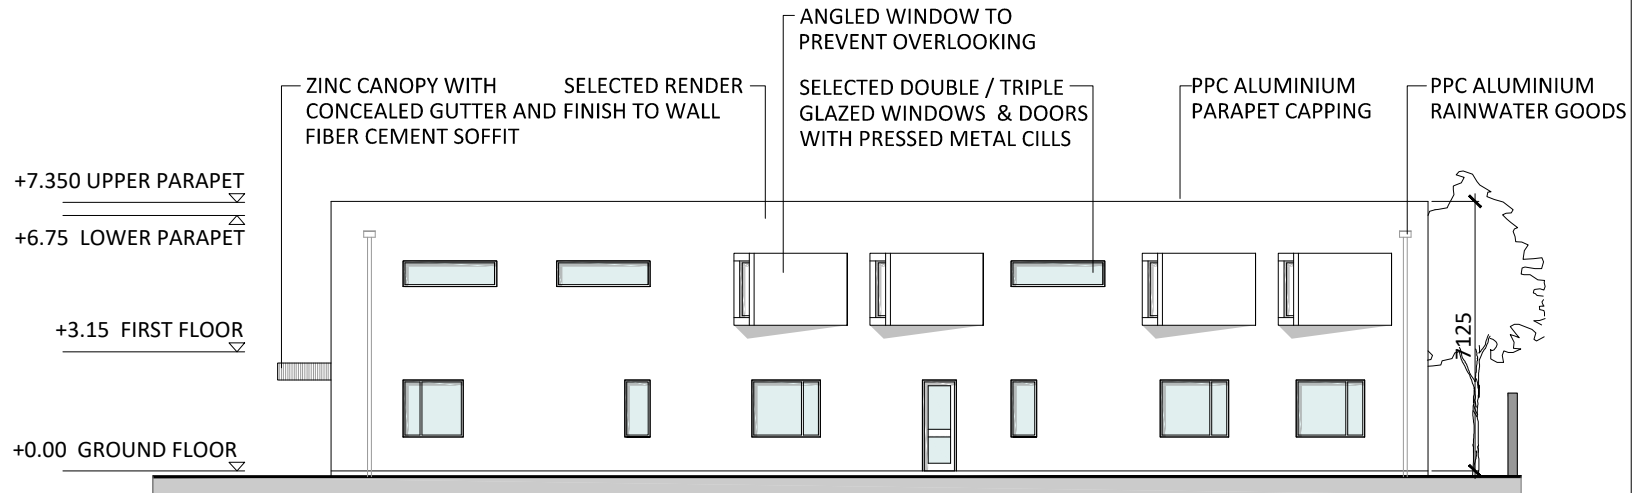 ANGLED WINDOW TO
PREVENT OVERLOOKING
ZINC CANOPY WITH
CONCEALED GUTTER AND
FIBER CEMENT SOFFIT
SELECTED RENDER
FINISH TO WALL
SELECTED DOUBLE / TRIPLE
GLAZED WINDOWS & DOORS
WITH PRESSED METAL CILLS
PPC ALUMINIUM
PARAPET CAPPING
PPC ALUMINIUM
RAINWATER GOODS
+7.350 UPPER PARAPET
+6.75 LOWER PARAPET
+3.15 FIRST FLOOR
+0.00 GROUND FLOOR
7125